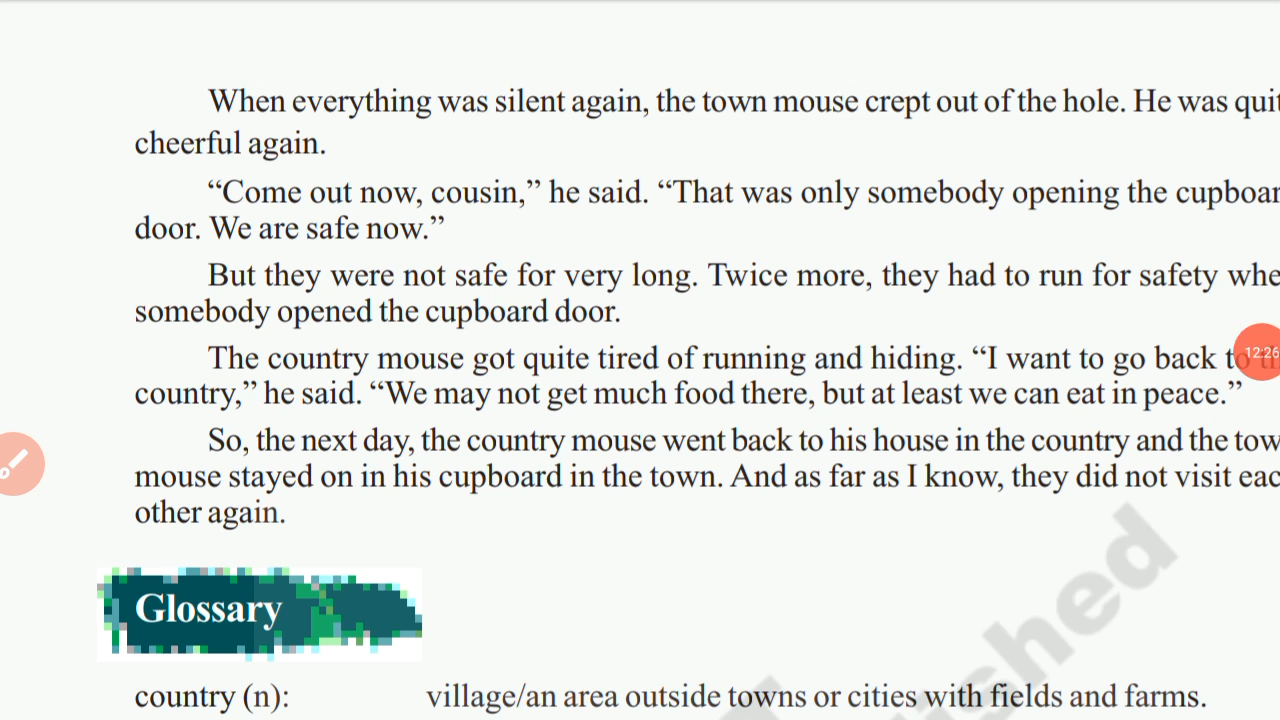 When everything was silent again, the town mouse crept out of the hole. He was quit
cheerful again.
“Come out now, cousin,” he said. “That was only somebody opening the cupboar
door. We are safe now.”
But they were not safe for very long. Twice more, they had to run for safety whe
somebody opened the cupboard door.
The country mouse got quite tired of running and hiding. “I want to go back to
12:26
country,” he said. “We may not get much food there, but at least we can eat in peace.”
So, the next day, the country mouse went back to his house in the country and the tow
mouse stayed on in his cupboard in the town. And as far as I know, they did not visit eac
other again.
Glossary
country (n): village/an area outside towns or cities with fields and farms.